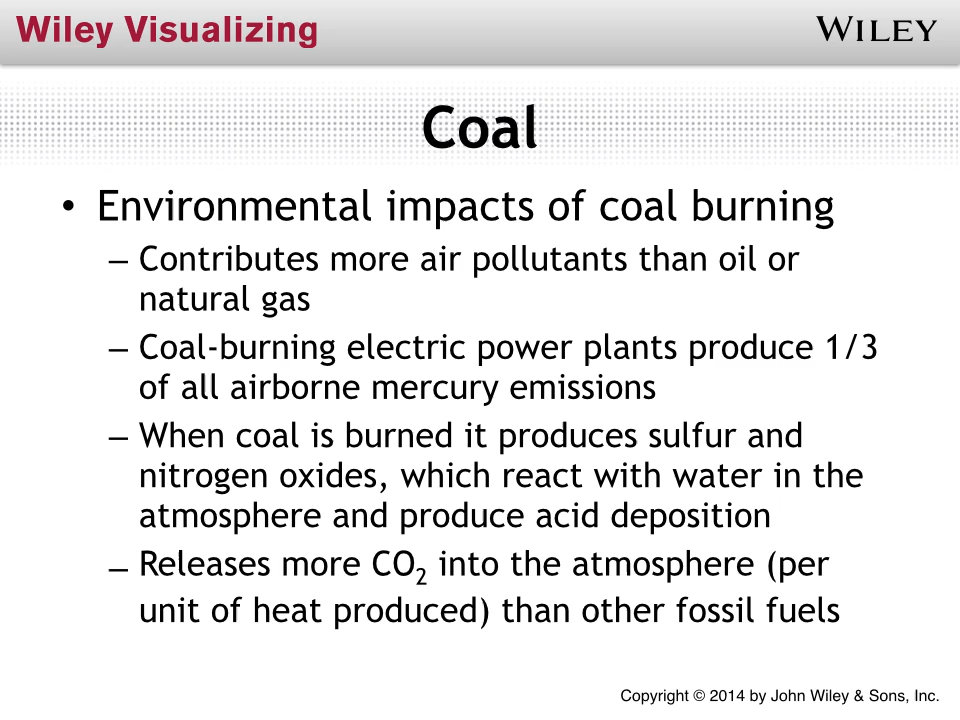 Wiley Visualizing
WILEY
Coal
• Environmental impacts of coal burning
– Contributes more air pollutants than oil or
natural gas
– Coal-burning electric power plants produce 1/3
of all airborne mercury emissions
– When coal is burned it produces sulfur and
nitrogen oxides, which react with water in the
atmosphere and produce acid deposition
– Releases more CO₂ into the atmosphere (per
unit of heat produced) than other fossil fuels
Copyright © 2014 by John Wiley & Sons, Inc.